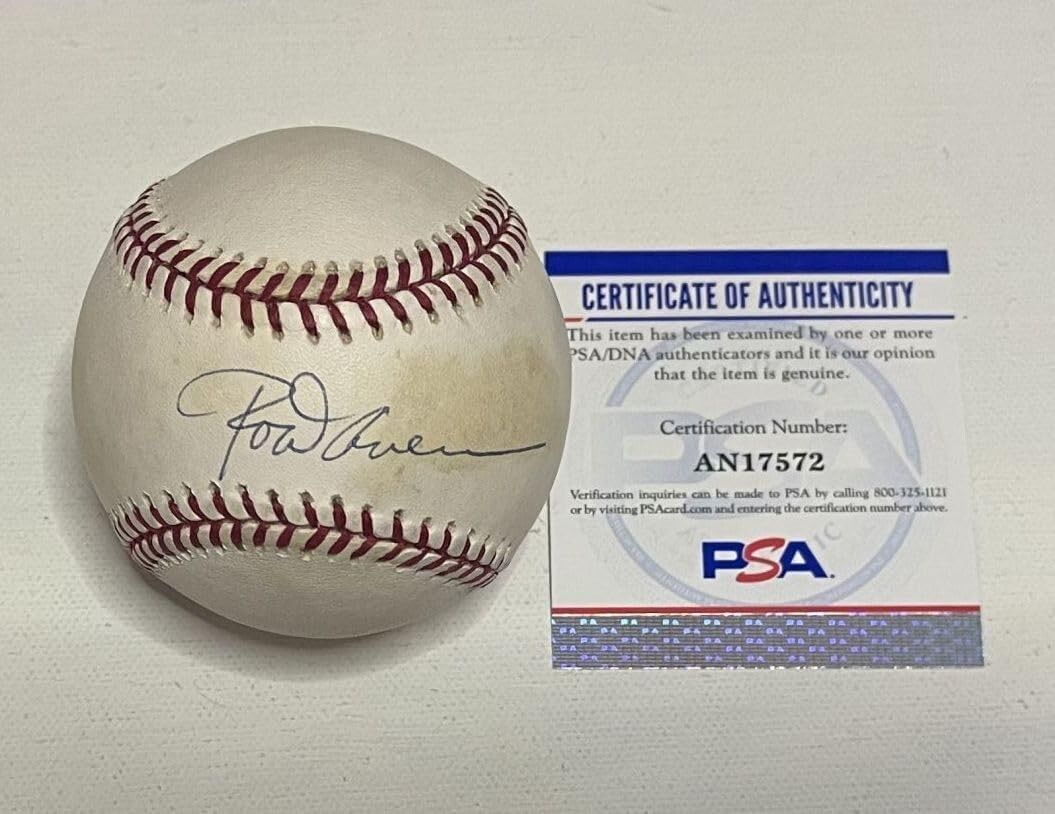 CERTIFICATE OF AUTHENTICITY
This item has been examined by one or more
PSA/DNA authenticators and it is our opinion
that the item is genuine.
Certification Number:
AN17572
Verification inquiries can be made to PSA by calling 800-325-1121
or by visiting PSAcard.com and entering the certification number above.
PSA.